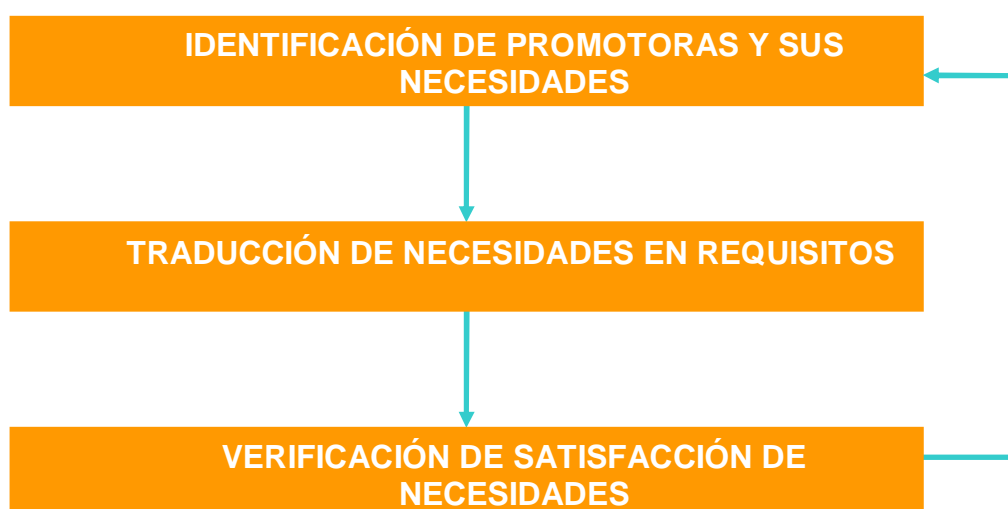 IDENTIFICACIÓN DE PROMOTORAS Y SUS
NECESIDADES
TRADUCCIÓN DE NECESIDADES EN REQUISITOS
VERIFICACIÓN DE SATISFACCIÓN DE
NECESIDADES